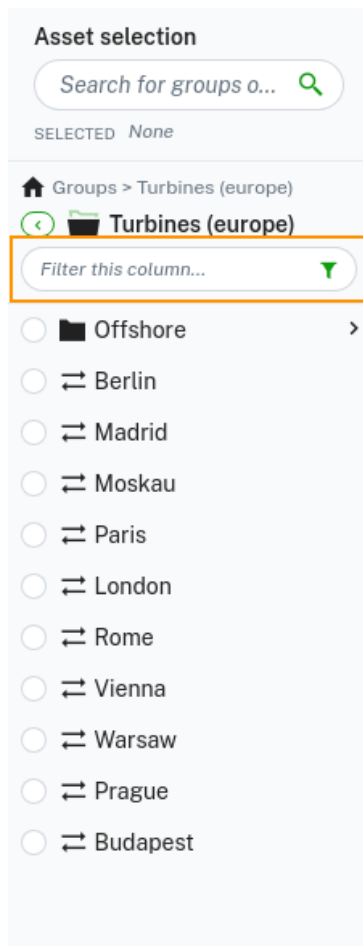 Asset selection
Search for groups o...
SELECTED None
Groups > Turbines (europe)
Turbines (europe)
Filter this column...
Offshore
Berlin
Madrid
Moskau
Paris
London
Rome
Vienna
Warsaw
Prague
Budapest